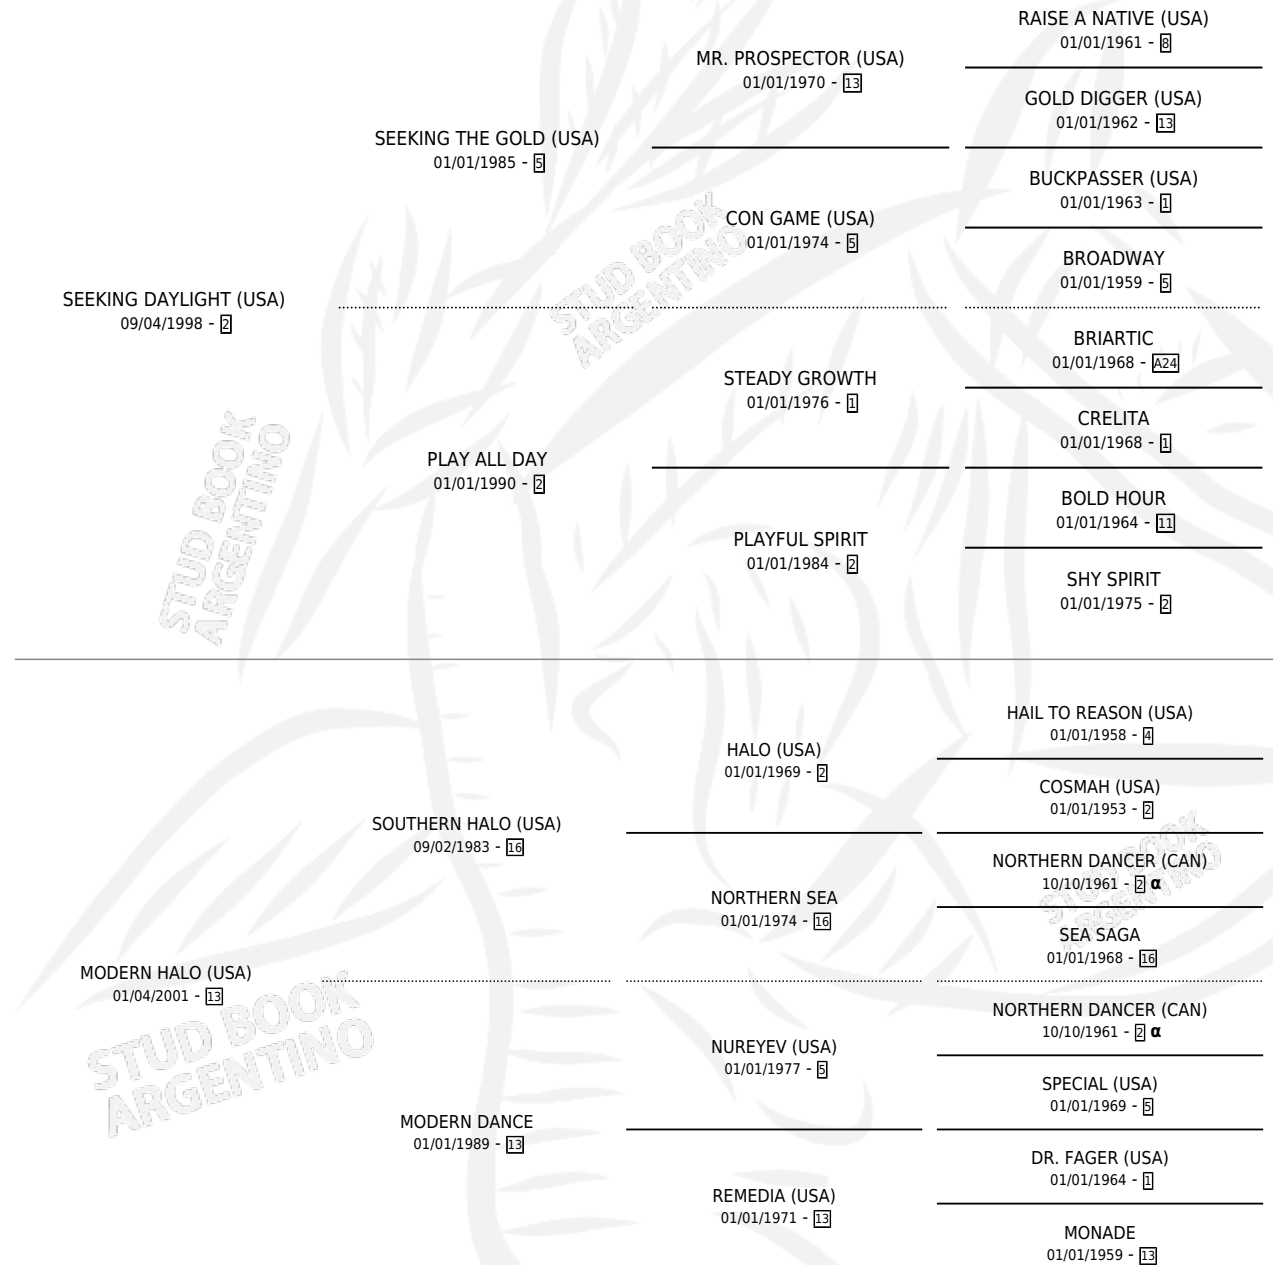 RAISE A NATIVE (USA)
01/01/1961 - 8
MR. PROSPECTOR (USA)
01/01/1970 - 13
GOLD DIGGER (USA)
01/01/1962 - 13
SEEKING THE GOLD (USA)
01/01/1985 - 5
BUCKPASSER (USA)
01/01/1963 - 1
CON GAME (USA)
01/01/1974 - 5
BROADWAY
01/01/1959 - 5
SEEKING DAYLIGHT (USA)
09/04/1998 - 2
BRIARTIC
01/01/1968 - A24
STEADY GROWTH
01/01/1976 - 1
CRELITA
01/01/1968 - 1
PLAY ALL DAY
01/01/1990 - 2
BOLD HOUR
01/01/1964 - 11
PLAYFUL SPIRIT
01/01/1984 - 2
SHY SPIRIT
01/01/1975 - 2
HAIL TO REASON (USA)
01/01/1958 - 4
HALO (USA)
01/01/1969 - 2
COSMAH (USA)
01/01/1953 - 2
SOUTHERN HALO (USA)
09/02/1983 - 16
NORTHERN DANCER (CAN)
10/10/1961 - 2 α
NORTHERN SEA
01/01/1974 - 16
SEA SAGA
01/01/1968 - 16
MODERN HALO (USA)
01/04/2001 - 13
NORTHERN DANCER (CAN)
10/10/1961 - 2 α
NUREYEV (USA)
01/01/1977 - 5
SPECIAL (USA)
01/01/1969 - 5
MODERN DANCE
01/01/1989 - 13
DR. FAGER (USA)
01/01/1964 - 1
REMEDIA (USA)
01/01/1971 - 13
MONADE
01/01/1959 - 13
STUD BOOK
ARGENTINO
STUD BOOK
ARGENTINO
STUD BOOK
ARGENTINO
STUD BOOK
ARGENTINO